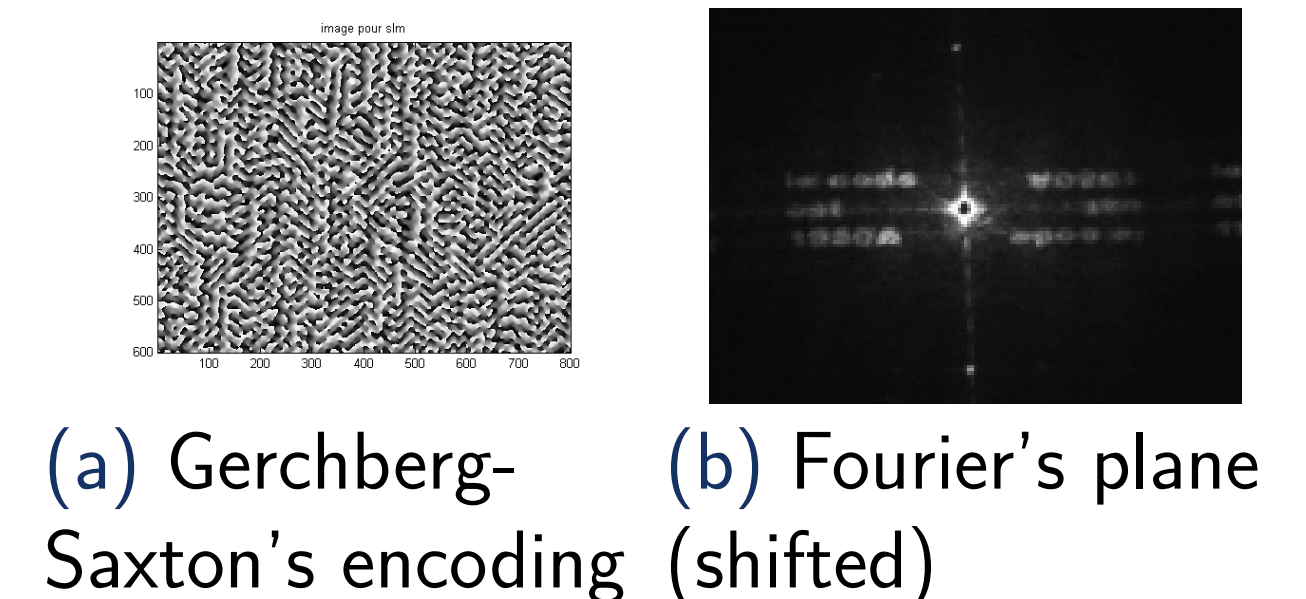 image pour slm
100
200
300
400
500
600
100 200 300 400 500 600 700 800
(a) Gerchberg-
Saxton's encoding
(b) Fourier's plane
(shifted)